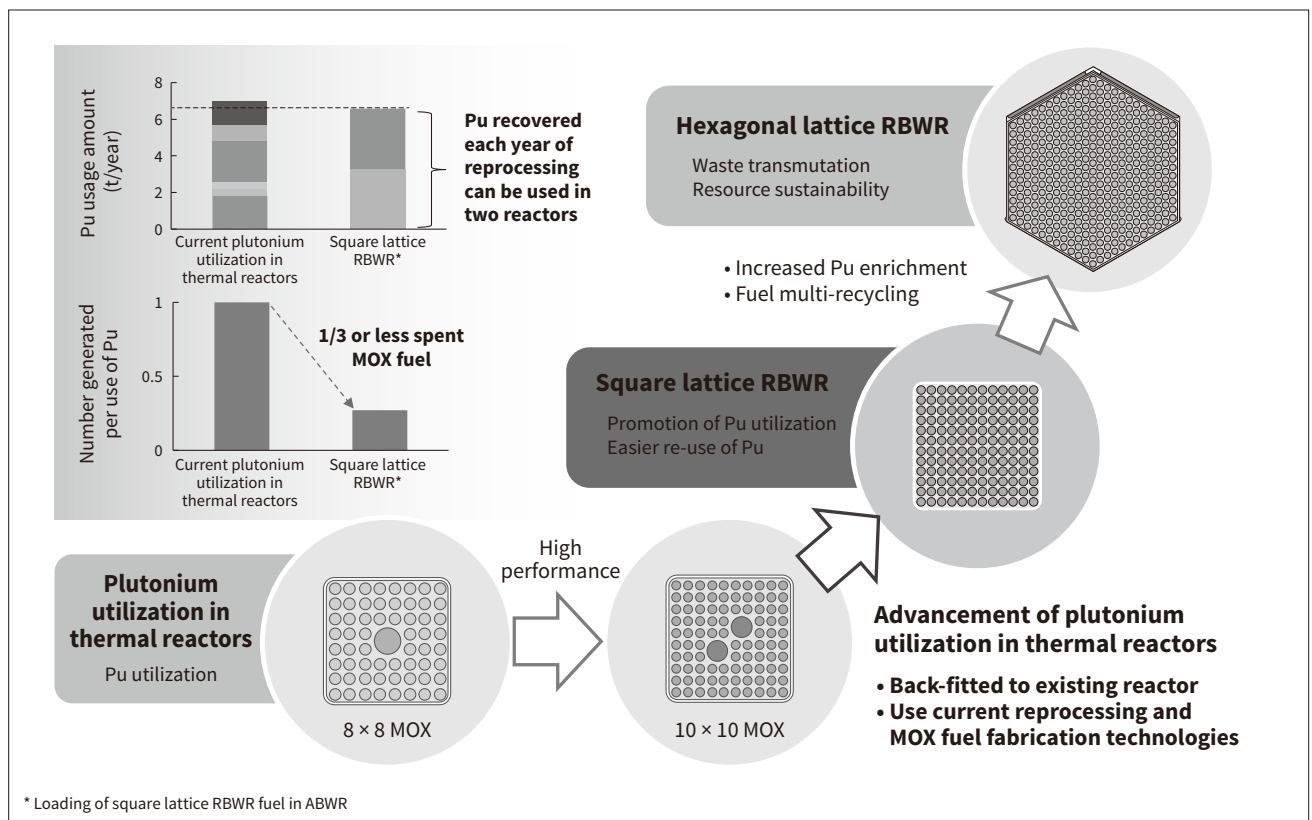 Pu usage amount
(t/year)
8
6
4
2
0
Current plutonium
utilization in
thermal reactors
Square lattice
RBWR*
Pu recovered
each year of
reprocessing
can be used in
two reactors
Number generated
per use of Pu
1
0.5
0
1/3 or less spent
MOX fuel
Current plutonium
utilization in
thermal reactors
Square lattice
RBWR*
Hexagonal lattice RBWR
Waste transmutation
Resource sustainability
• Increased Pu enrichment
• Fuel multi-recycling
Square lattice RBWR
Promotion of Pu utilization
Easier re-use of Pu
Plutonium
utilization in
thermal reactors
Pu utilization
8 × 8 MOX
High
performance
10 × 10 MOX
Advancement of plutonium
utilization in thermal reactors
• Back-fitted to existing reactor
• Use current reprocessing and
MOX fuel fabrication technologies
* Loading of square lattice RBWR fuel in ABWR